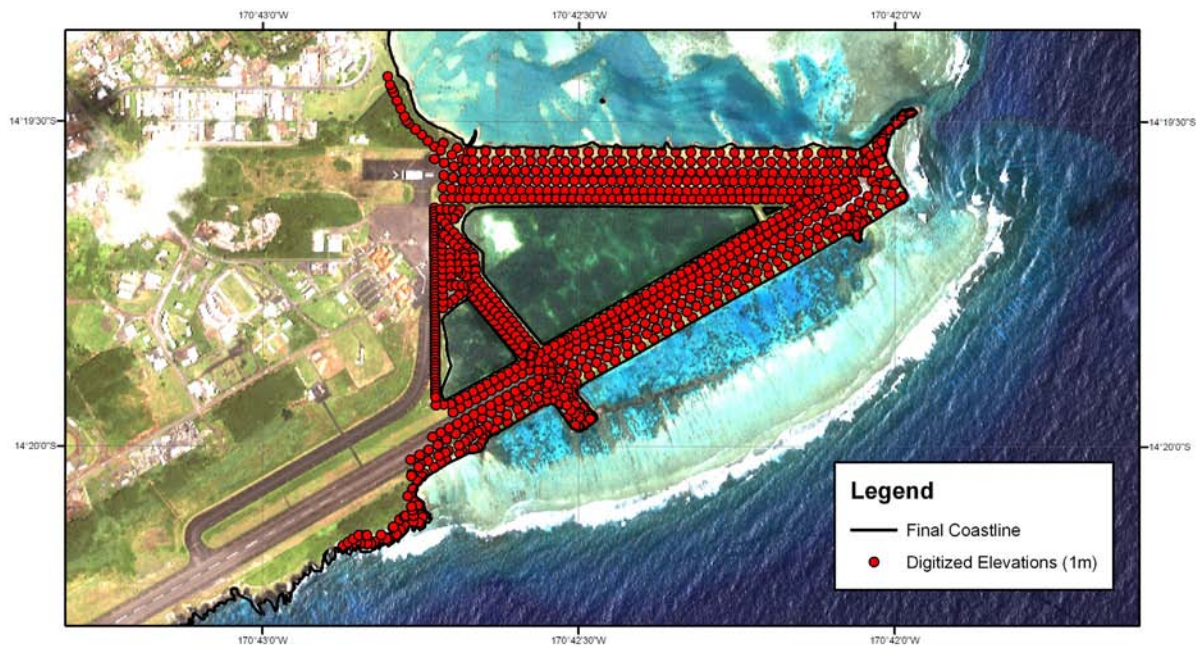 170°43'0"W 170°42'30"W 170°42'0"W
14°19'30"S 14°19'30"S
14°20'0"S 14°20'0"S
Legend
Final Coastline
Digitized Elevations (1m)
170°43'0"W 170°42'30"W 170°42'0"W